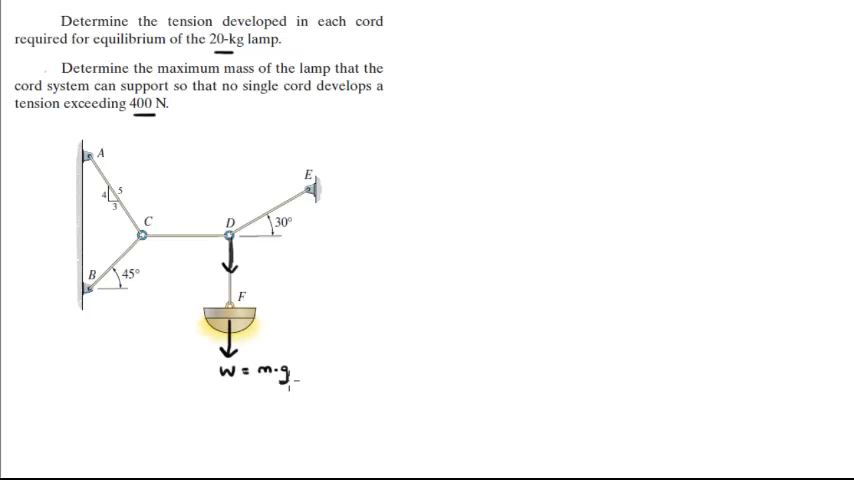 Determine the tension developed in each cord
required for equilibrium of the 20-kg lamp.
Determine the maximum mass of the lamp that the
cord system can support so that no single cord develops a
tension exceeding 400 N.
A
E
4
5
3
C
D
30°
B
45°
F
W = m·g